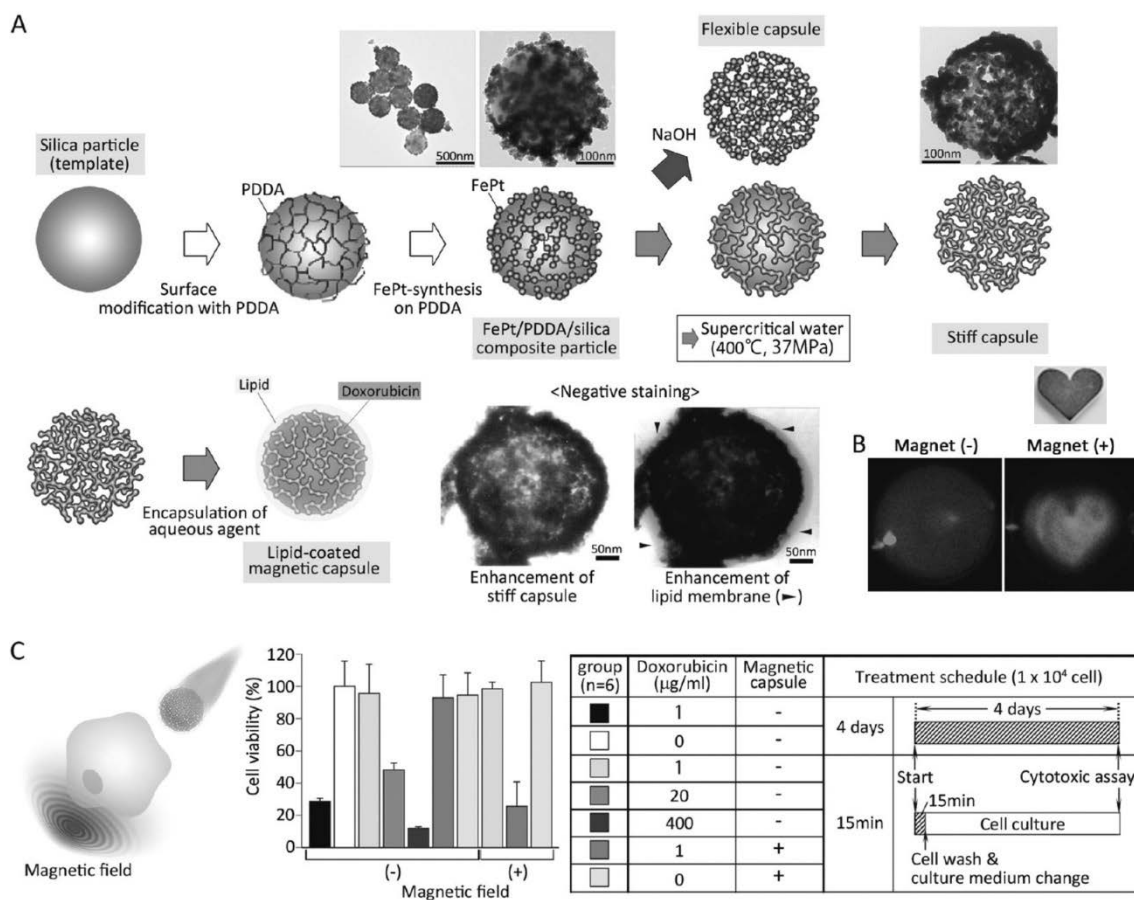 A
Flexible capsule
Silica particle
(template)
500nm
100nm
NaOH
100nm
PDDA
FePt
Surface
modification with PDDA
FePt-synthesis
on PDDA
FePt/PDDA/silica
composite particle
Supercritical water
(400℃, 37MPa)
Stiff capsule
Lipid
Doxorubicin
<Negative staining>
Encapsulation of
aqueous agent
Lipid-coated
magnetic capsule
50nm
50nm
Enhancement of
stiff capsule
Enhancement of
lipid membrane (►)
B
Magnet (-)
Magnet (+)
C
Magnetic field
Cell viability (%)
120
100
80
60
40
20
0
(-)
(+)
Magnetic field
group
(n=6)
Doxorubicin
(μg/ml)
Magnetic
capsule
Treatment schedule (1 x 10⁴ cell)
1 -
0 -
1 -
20 -
400 -
1 +
0 +
4 days
15min
4 days
Start
Cytotoxic assay
15min
Cell culture
Cell wash &
culture medium change